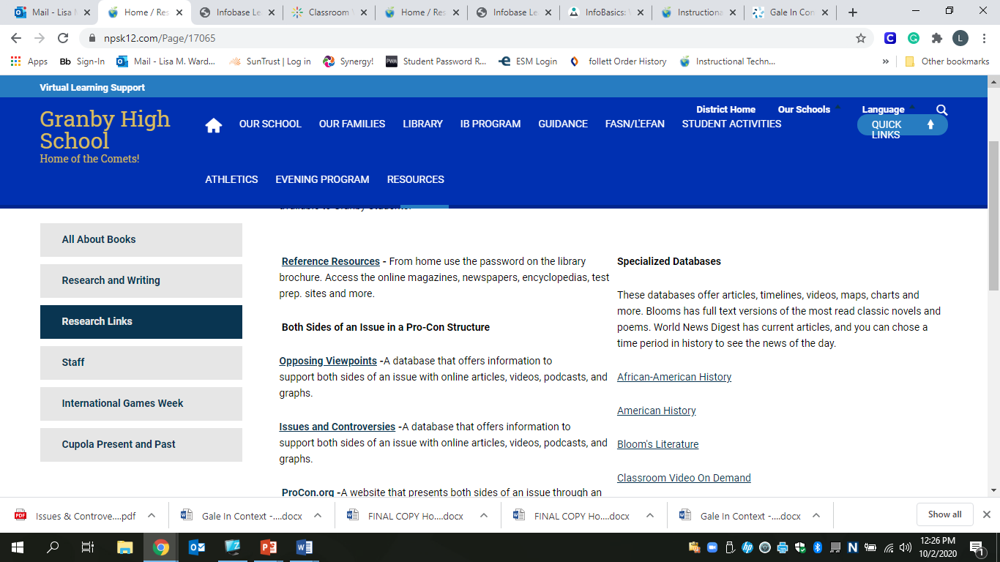 Mail - Lisa M
Home / Res
Infobase Le
Classroom
Home / Res
Infobase Le
InfoBasics:
Instructiona
Gale In Con
npsk12.com/Page/17065
L
Apps
Bb Sign-In
Mail - Lisa M. Ward...
SunTrust | Log in
Synergy!
PWM Student Password R...
ESM Login
follett Order History
Instructional Techn...
»
Other bookmarks
Virtual Learning Support
Granby High
School
Home of the Comets!
District Home
Our Schools
Language
OUR SCHOOL
OUR FAMILIES
LIBRARY
IB PROGRAM
GUIDANCE
FASN/L'EFAN
STUDENT ACTIVITIES
QUICK
LINKS
ATHLETICS
EVENING PROGRAM
RESOURCES
available to Granby Students.
All About Books
Research and Writing
Research Links
Staff
International Games Week
Cupola Present and Past
Reference Resources - From home use the password on the library
brochure. Access the online magazines, newspapers, encyclopedias, test
prep. sites and more.
Both Sides of an Issue in a Pro-Con Structure
Opposing Viewpoints -A database that offers information to
support both sides of an issue with online articles, videos, podcasts, and
graphs.
Issues and Controversies -A database that offers information to
support both sides of an issue with online articles, videos, podcasts, and
graphs.
ProCon.org -A website that presents both sides of an issue through an
Specialized Databases
These databases offer articles, timelines, videos, maps, charts and
more. Blooms has full text versions of the most read classic novels and
poems. World News Digest has current articles, and you can chose a
time period in history to see the news of the day.
African-American History
American History
Bloom's Literature
Classroom Video On Demand
PDF Issues & Controve....pdf
Gale In Context -....docx
FINAL COPY Ho....docx
FINAL COPY Ho....docx
Gale In Context -....docx
Show all
12:26 PM
10/2/2020
1